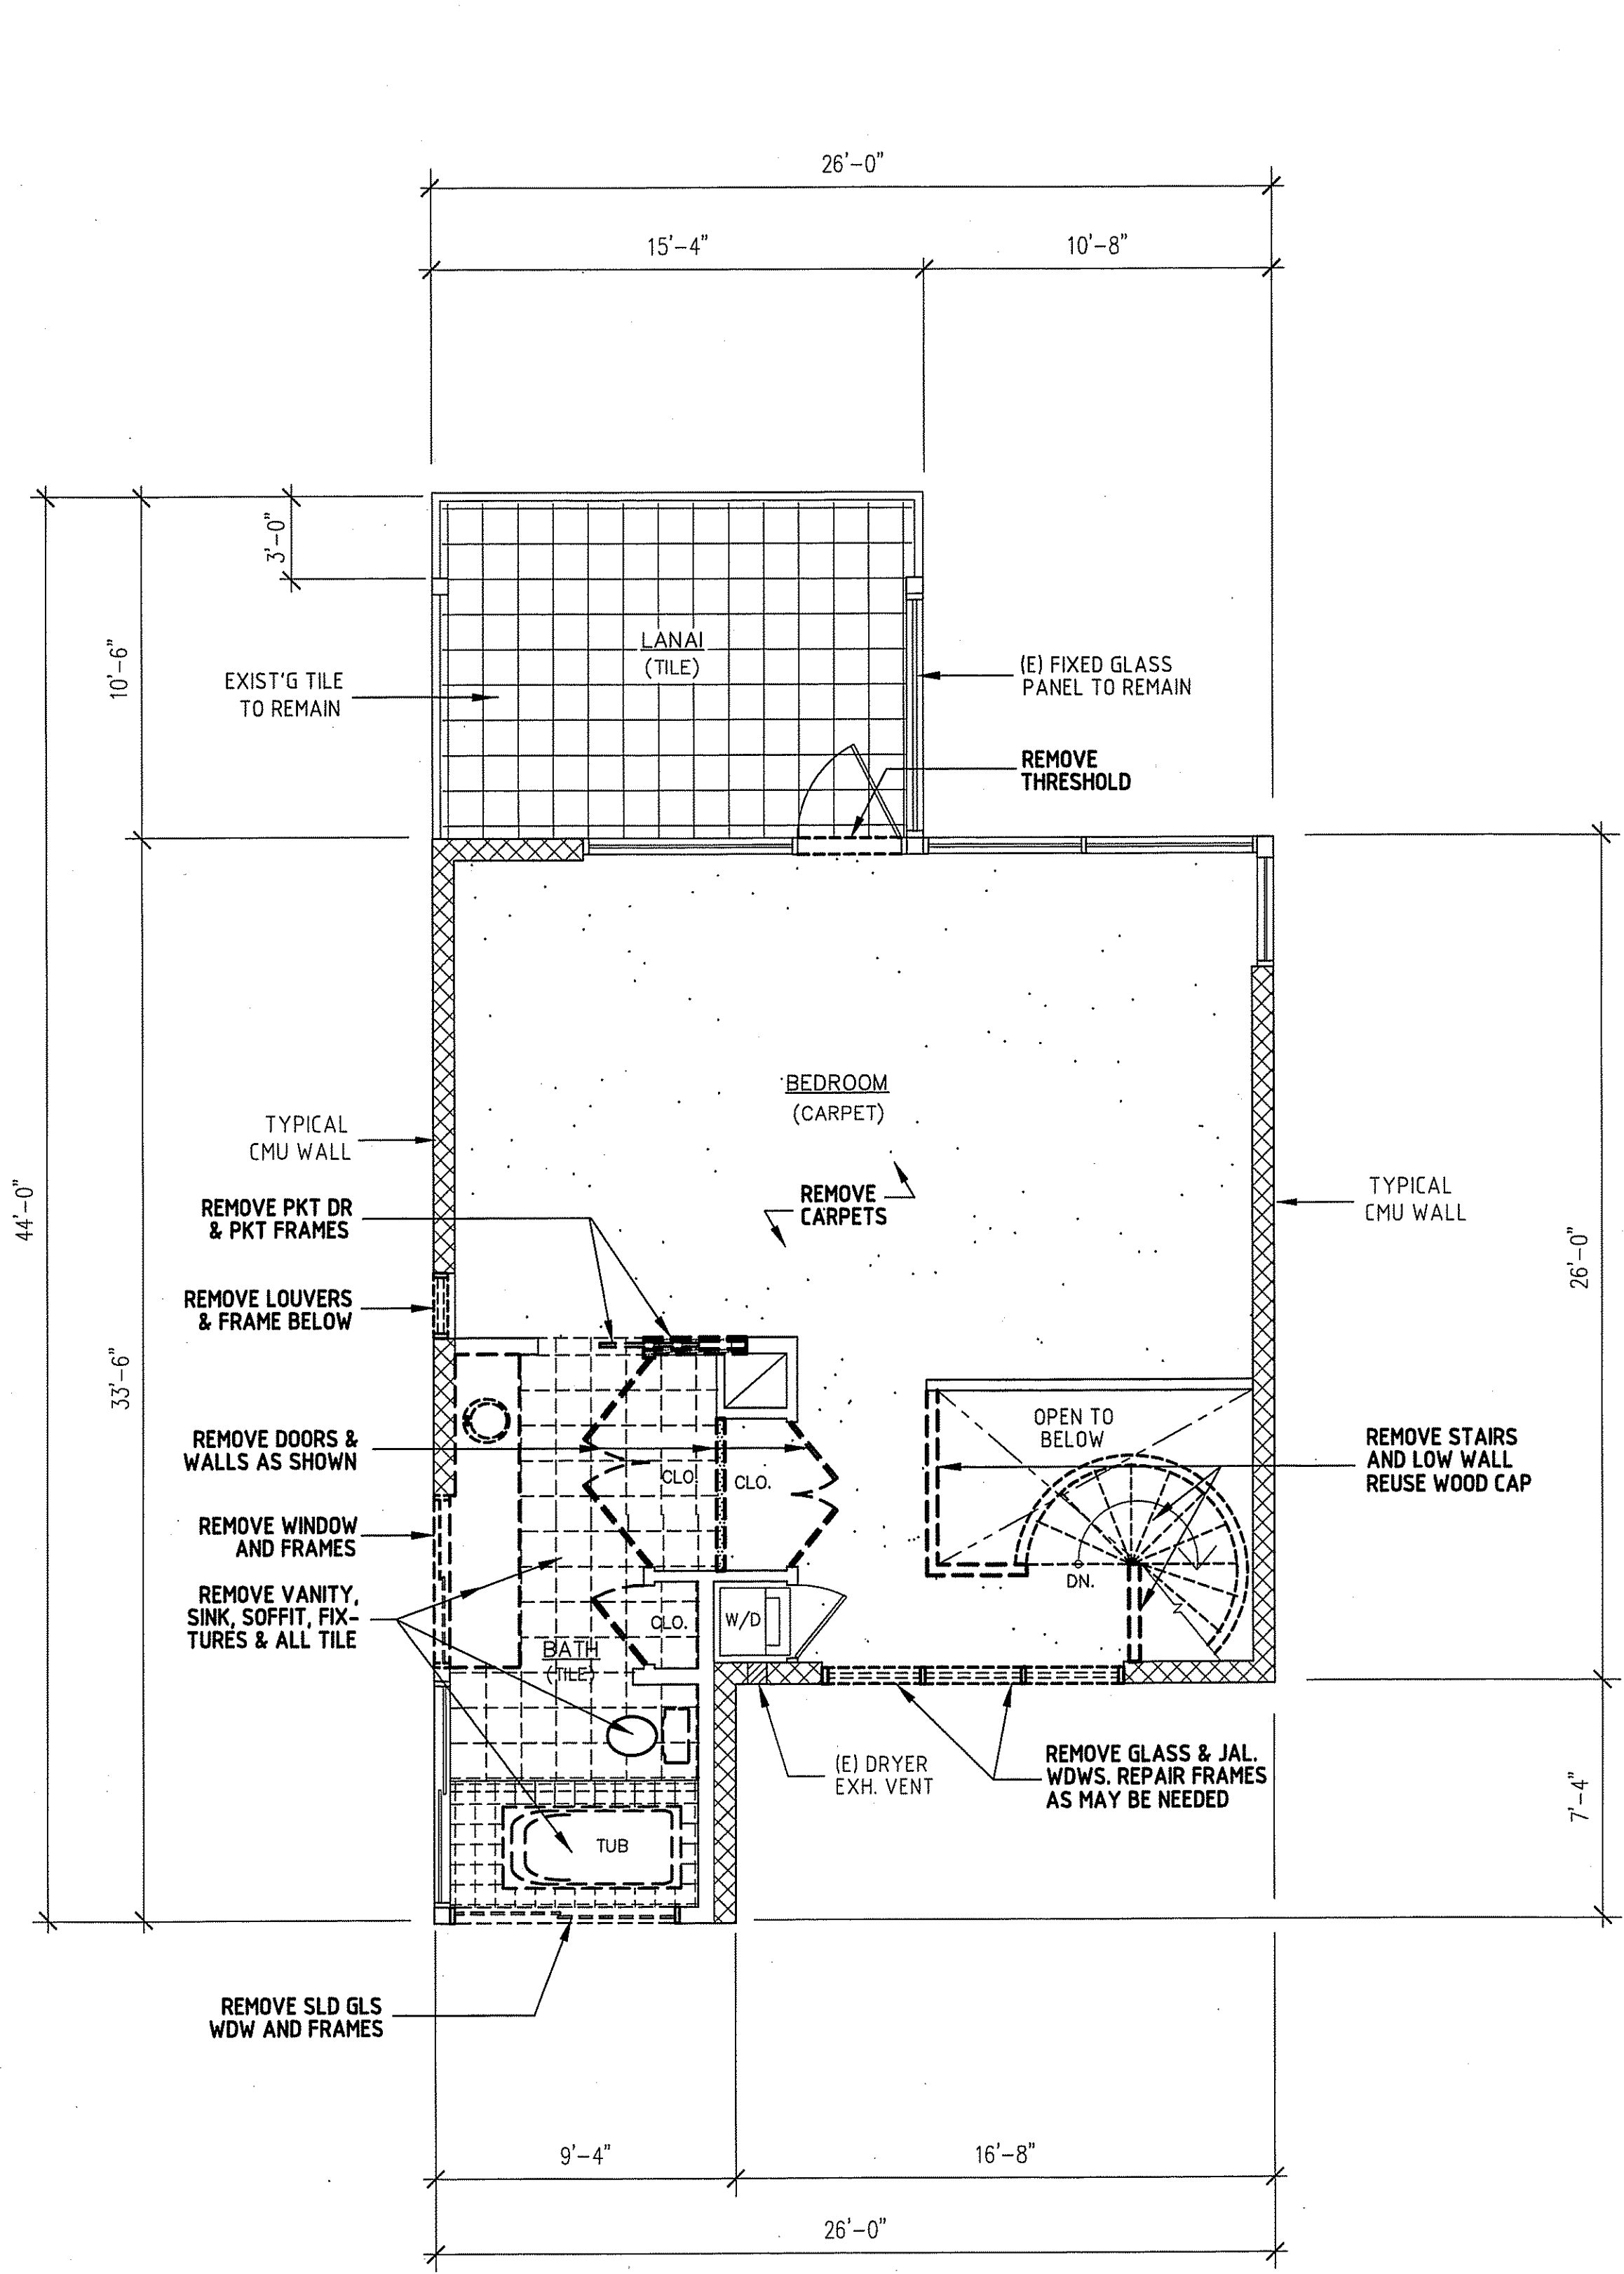 26'-0"
15'-4"
10'-8"
3'-0"
10'-6"
LANAI
(TILE)
EXIST'G TILE
TO REMAIN
(E) FIXED GLASS
PANEL TO REMAIN
REMOVE
THRESHOLD
BEDROOM
(CARPET)
TYPICAL
CMU WALL
REMOVE
CARPETS
TYPICAL
CMU WALL
REMOVE PKT DR
& PKT FRAMES
44'-0"
26'-0"
REMOVE LOUVERS
& FRAME BELOW
33'-6"
OPEN TO
BELOW
REMOVE DOORS &
WALLS AS SHOWN
REMOVE STAIRS
AND LOW WALL
REUSE WOOD CAP
CLO.
CLO.
REMOVE WINDOW
AND FRAMES
DN.
REMOVE VANITY,
SINK, SOFFIT, FIX-
TURES & ALL TILE
CLO.
W/D
BATH
(TILE)
(E) DRYER
EXH. VENT
REMOVE GLASS & JAL.
WDWS. REPAIR FRAMES
AS MAY BE NEEDED
7'-4"
TUB
REMOVE SLD GLS
WDW AND FRAMES
9'-4"
16'-8"
26'-0"